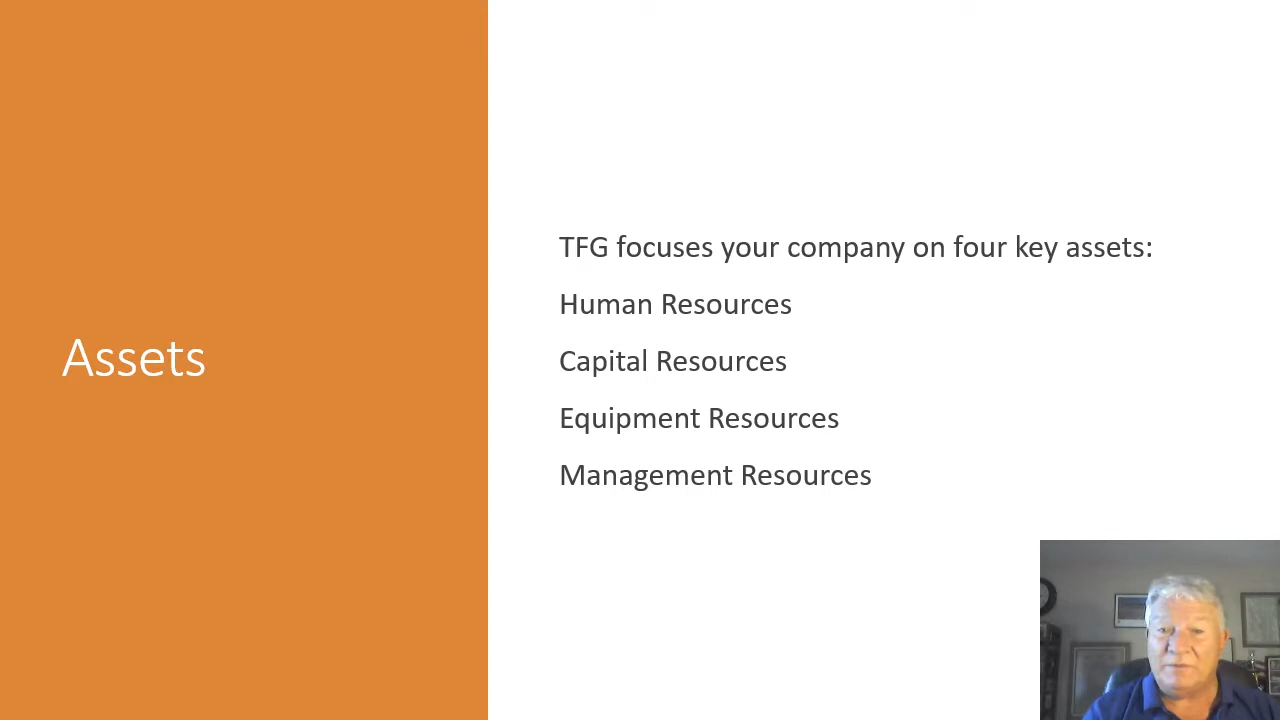 Assets
TFG focuses your company on four key assets:
Human Resources
Capital Resources
Equipment Resources
Management Resources